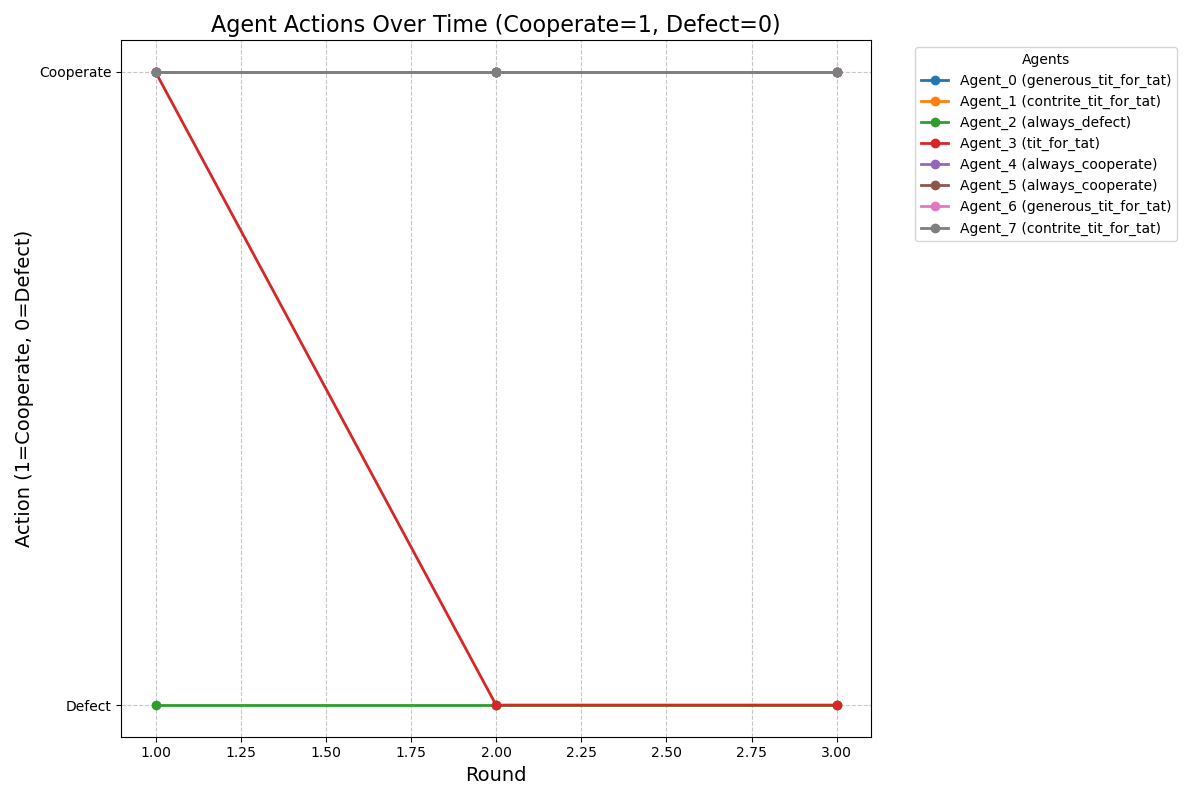 Agent Actions Over Time (Cooperate=1, Defect=0)
Action (1=Cooperate, 0=Defect)
Cooperate
Defect
1.00 1.25 1.50 1.75 2.00 2.25 2.50 2.75 3.00
Round
Agents
Agent_0 (generous_tit_for_tat)
Agent_1 (contrite_tit_for_tat)
Agent_2 (always_defect)
Agent_3 (tit_for_tat)
Agent_4 (always_cooperate)
Agent_5 (always_cooperate)
Agent_6 (generous_tit_for_tat)
Agent_7 (contrite_tit_for_tat)